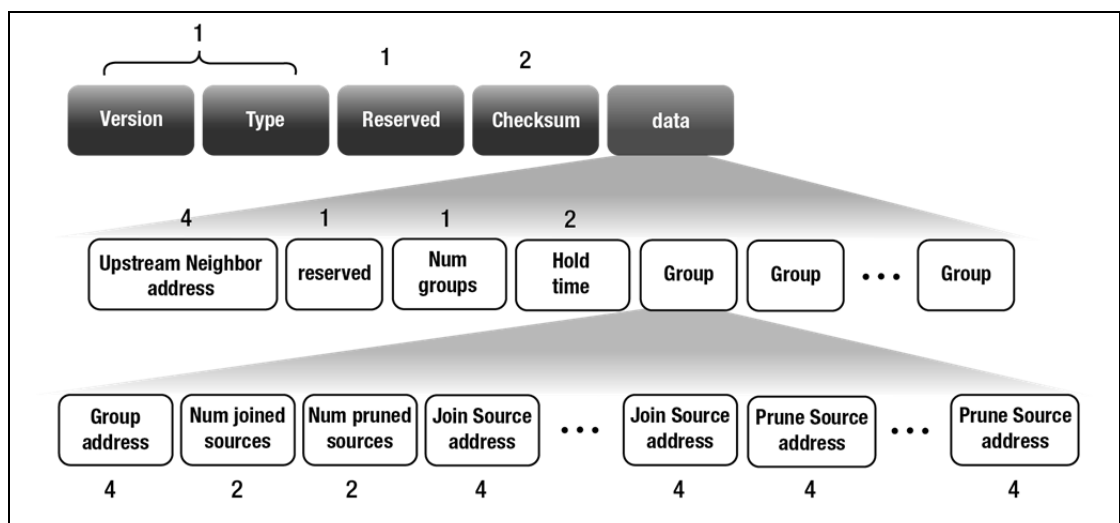 1
1
2
Version
Type
Reserved
Checksum
data
4
1
1
2
Upstream Neighbor
address
reserved
Num
groups
Hold
time
Group
Group
•••
Group
Group
address
Num joined
sources
Num pruned
sources
Join Source
address
•••
Join Source
address
Prune Source
address
•••
Prune Source
address
4
2
2
4
4
4
4